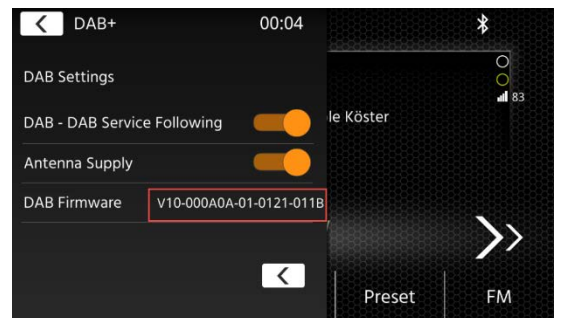 DAB+ 00:04
DAB Settings
83
DAB - DAB Service Following
le Köster
Antenna Supply
DAB Firmware V10-000A0A-01-0121-011B
Preset FM